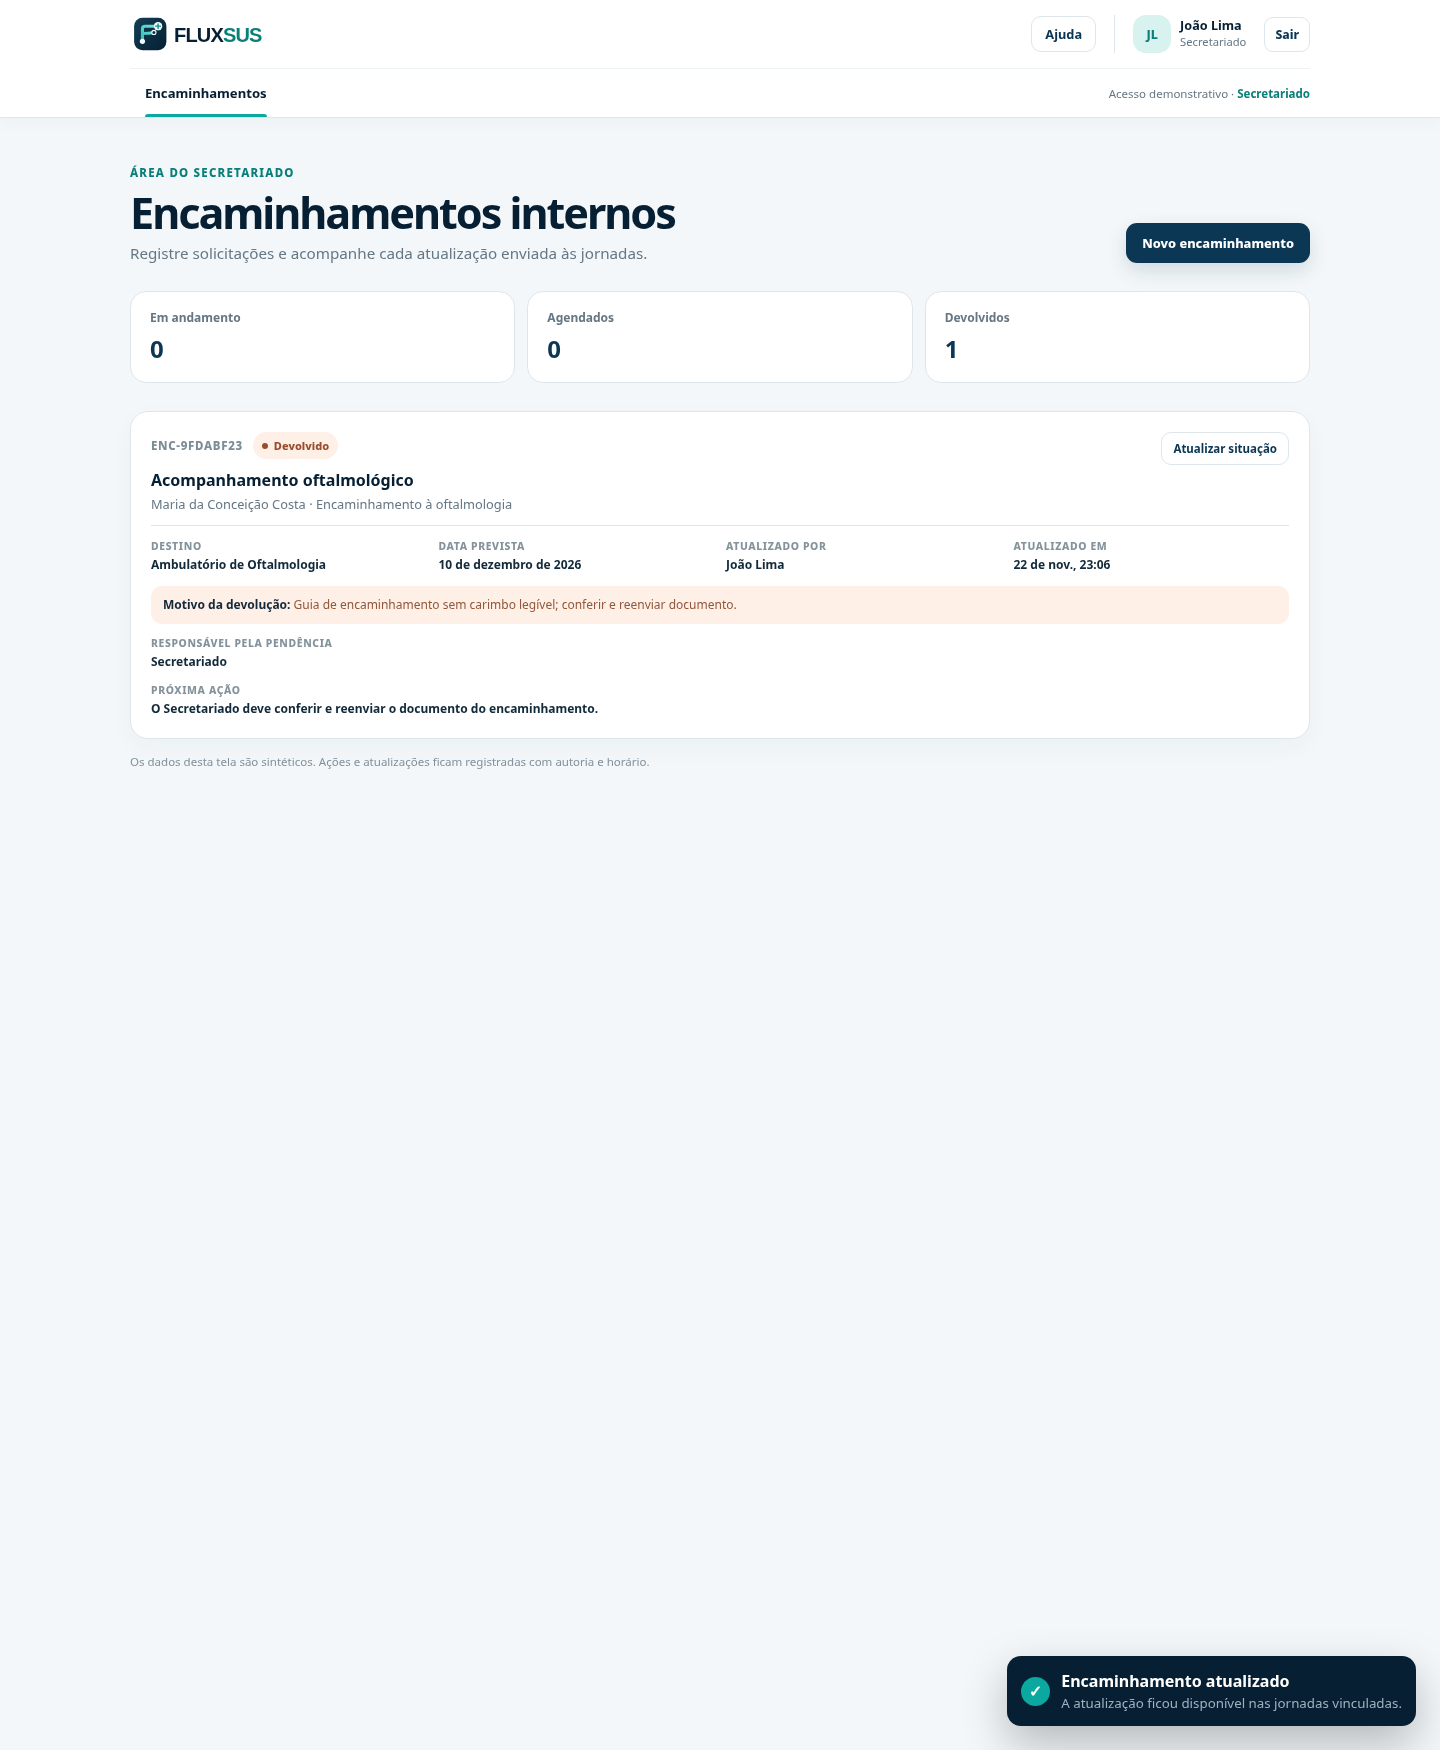 FLUXSUS
Ajuda
JL
João Lima
Secretariado
Sair
Encaminhamentos
Acesso demonstrativo · Secretariado
ÁREA DO SECRETARIADO
Encaminhamentos internos
Registre solicitações e acompanhe cada atualização enviada às jornadas.
Novo encaminhamento
Em andamento
0
Agendados
0
Devolvidos
1
ENC-9FDABF23
Devolvido
Atualizar situação
Acompanhamento oftalmológico
Maria da Conceição Costa · Encaminhamento à oftalmologia
DESTINO
Ambulatório de Oftalmologia
DATA PREVISTA
10 de dezembro de 2026
ATUALIZADO POR
João Lima
ATUALIZADO EM
22 de nov., 23:06
Motivo da devolução: Guia de encaminhamento sem carimbo legível; conferir e reenviar documento.
RESPONSÁVEL PELA PENDÊNCIA
Secretariado
PRÓXIMA AÇÃO
O Secretariado deve conferir e reenviar o documento do encaminhamento.
Os dados desta tela são sintéticos. Ações e atualizações ficam registradas com autoria e horário.
Encaminhamento atualizado
A atualização ficou disponível nas jornadas vinculadas.